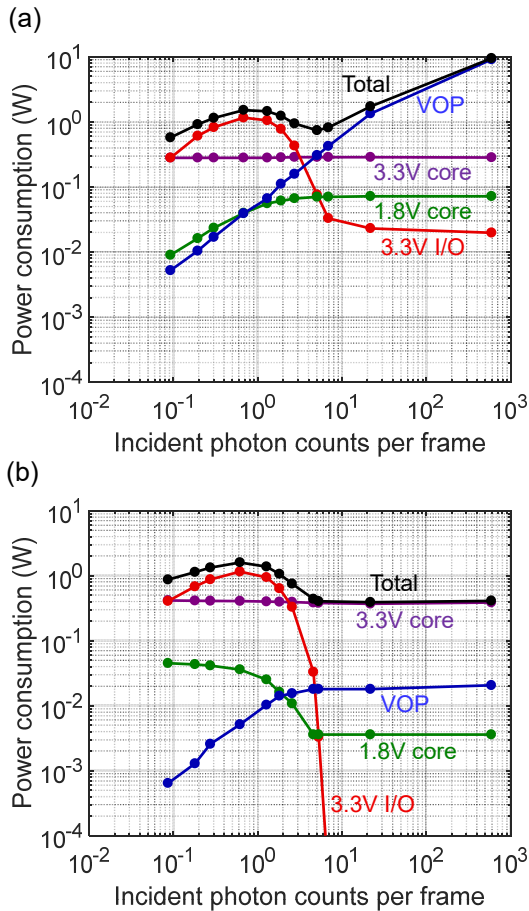 (a)
10^1
10^0
10^-1
10^-2
10^-3
10^-4
Power consumption (W)
Total
VOP
3.3V core
1.8V core
3.3V I/O
10^-2 10^-1 10^0 10^1 10^2 10^3
Incident photon counts per frame
(b)
10^1
10^0
10^-1
10^-2
10^-3
10^-4
Power consumption (W)
Total
3.3V core
VOP
1.8V core
3.3V I/O
10^-2 10^-1 10^0 10^1 10^2 10^3
Incident photon counts per frame